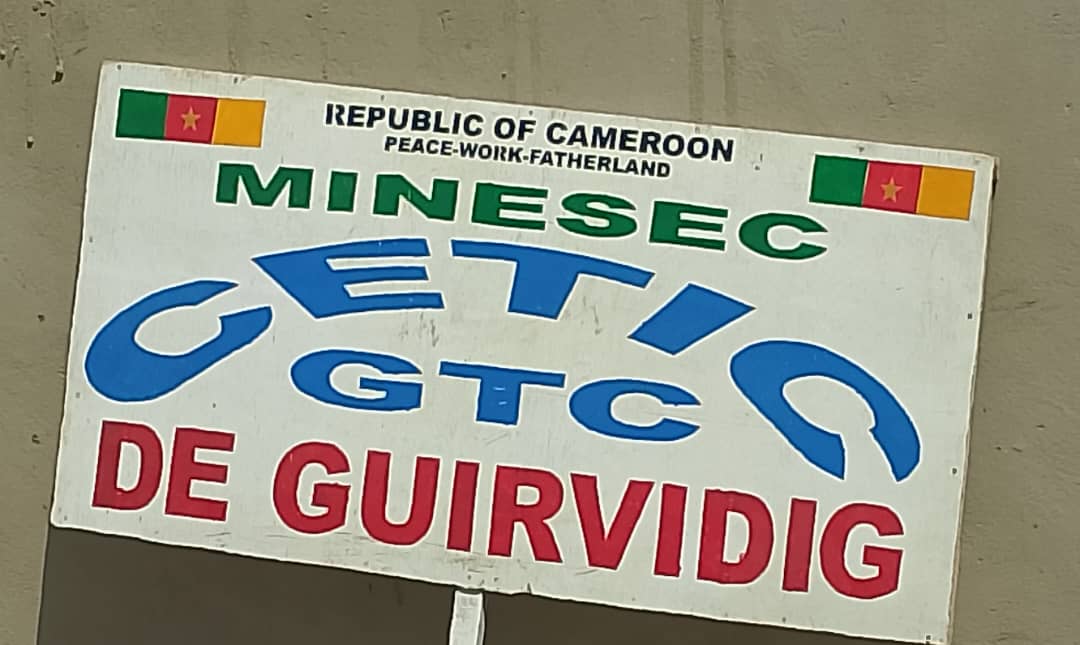 REPUBLIC OF CAMEROON
PEACE-WORK-FATHERLAND
MINESEC
CETIC
GTC
DE GUIRVIDIG